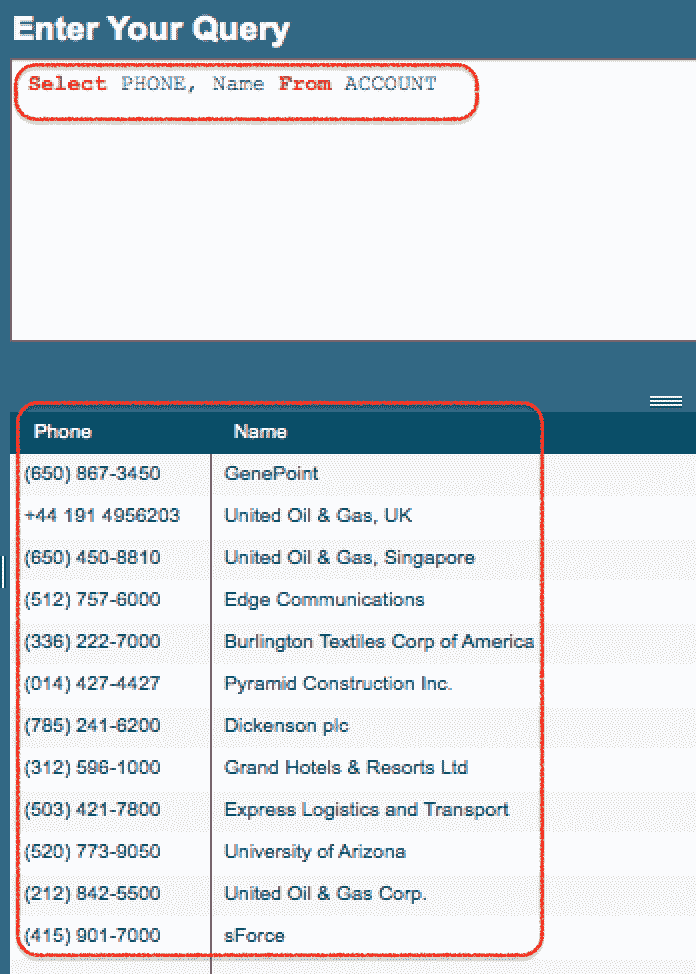 Enter Your Query
Select PHONE, Name From ACCOUNT
Phone Name
(650) 867-3450 GenePoint
+44 191 4956203 United Oil & Gas, UK
(650) 450-8810 United Oil & Gas, Singapore
(512) 757-6000 Edge Communications
(336) 222-7000 Burlington Textiles Corp of America
(014) 427-4427 Pyramid Construction Inc.
(785) 241-6200 Dickenson plc
(312) 596-1000 Grand Hotels & Resorts Ltd
(503) 421-7800 Express Logistics and Transport
(520) 773-9050 University of Arizona
(212) 842-5500 United Oil & Gas Corp.
(415) 901-7000 sForce